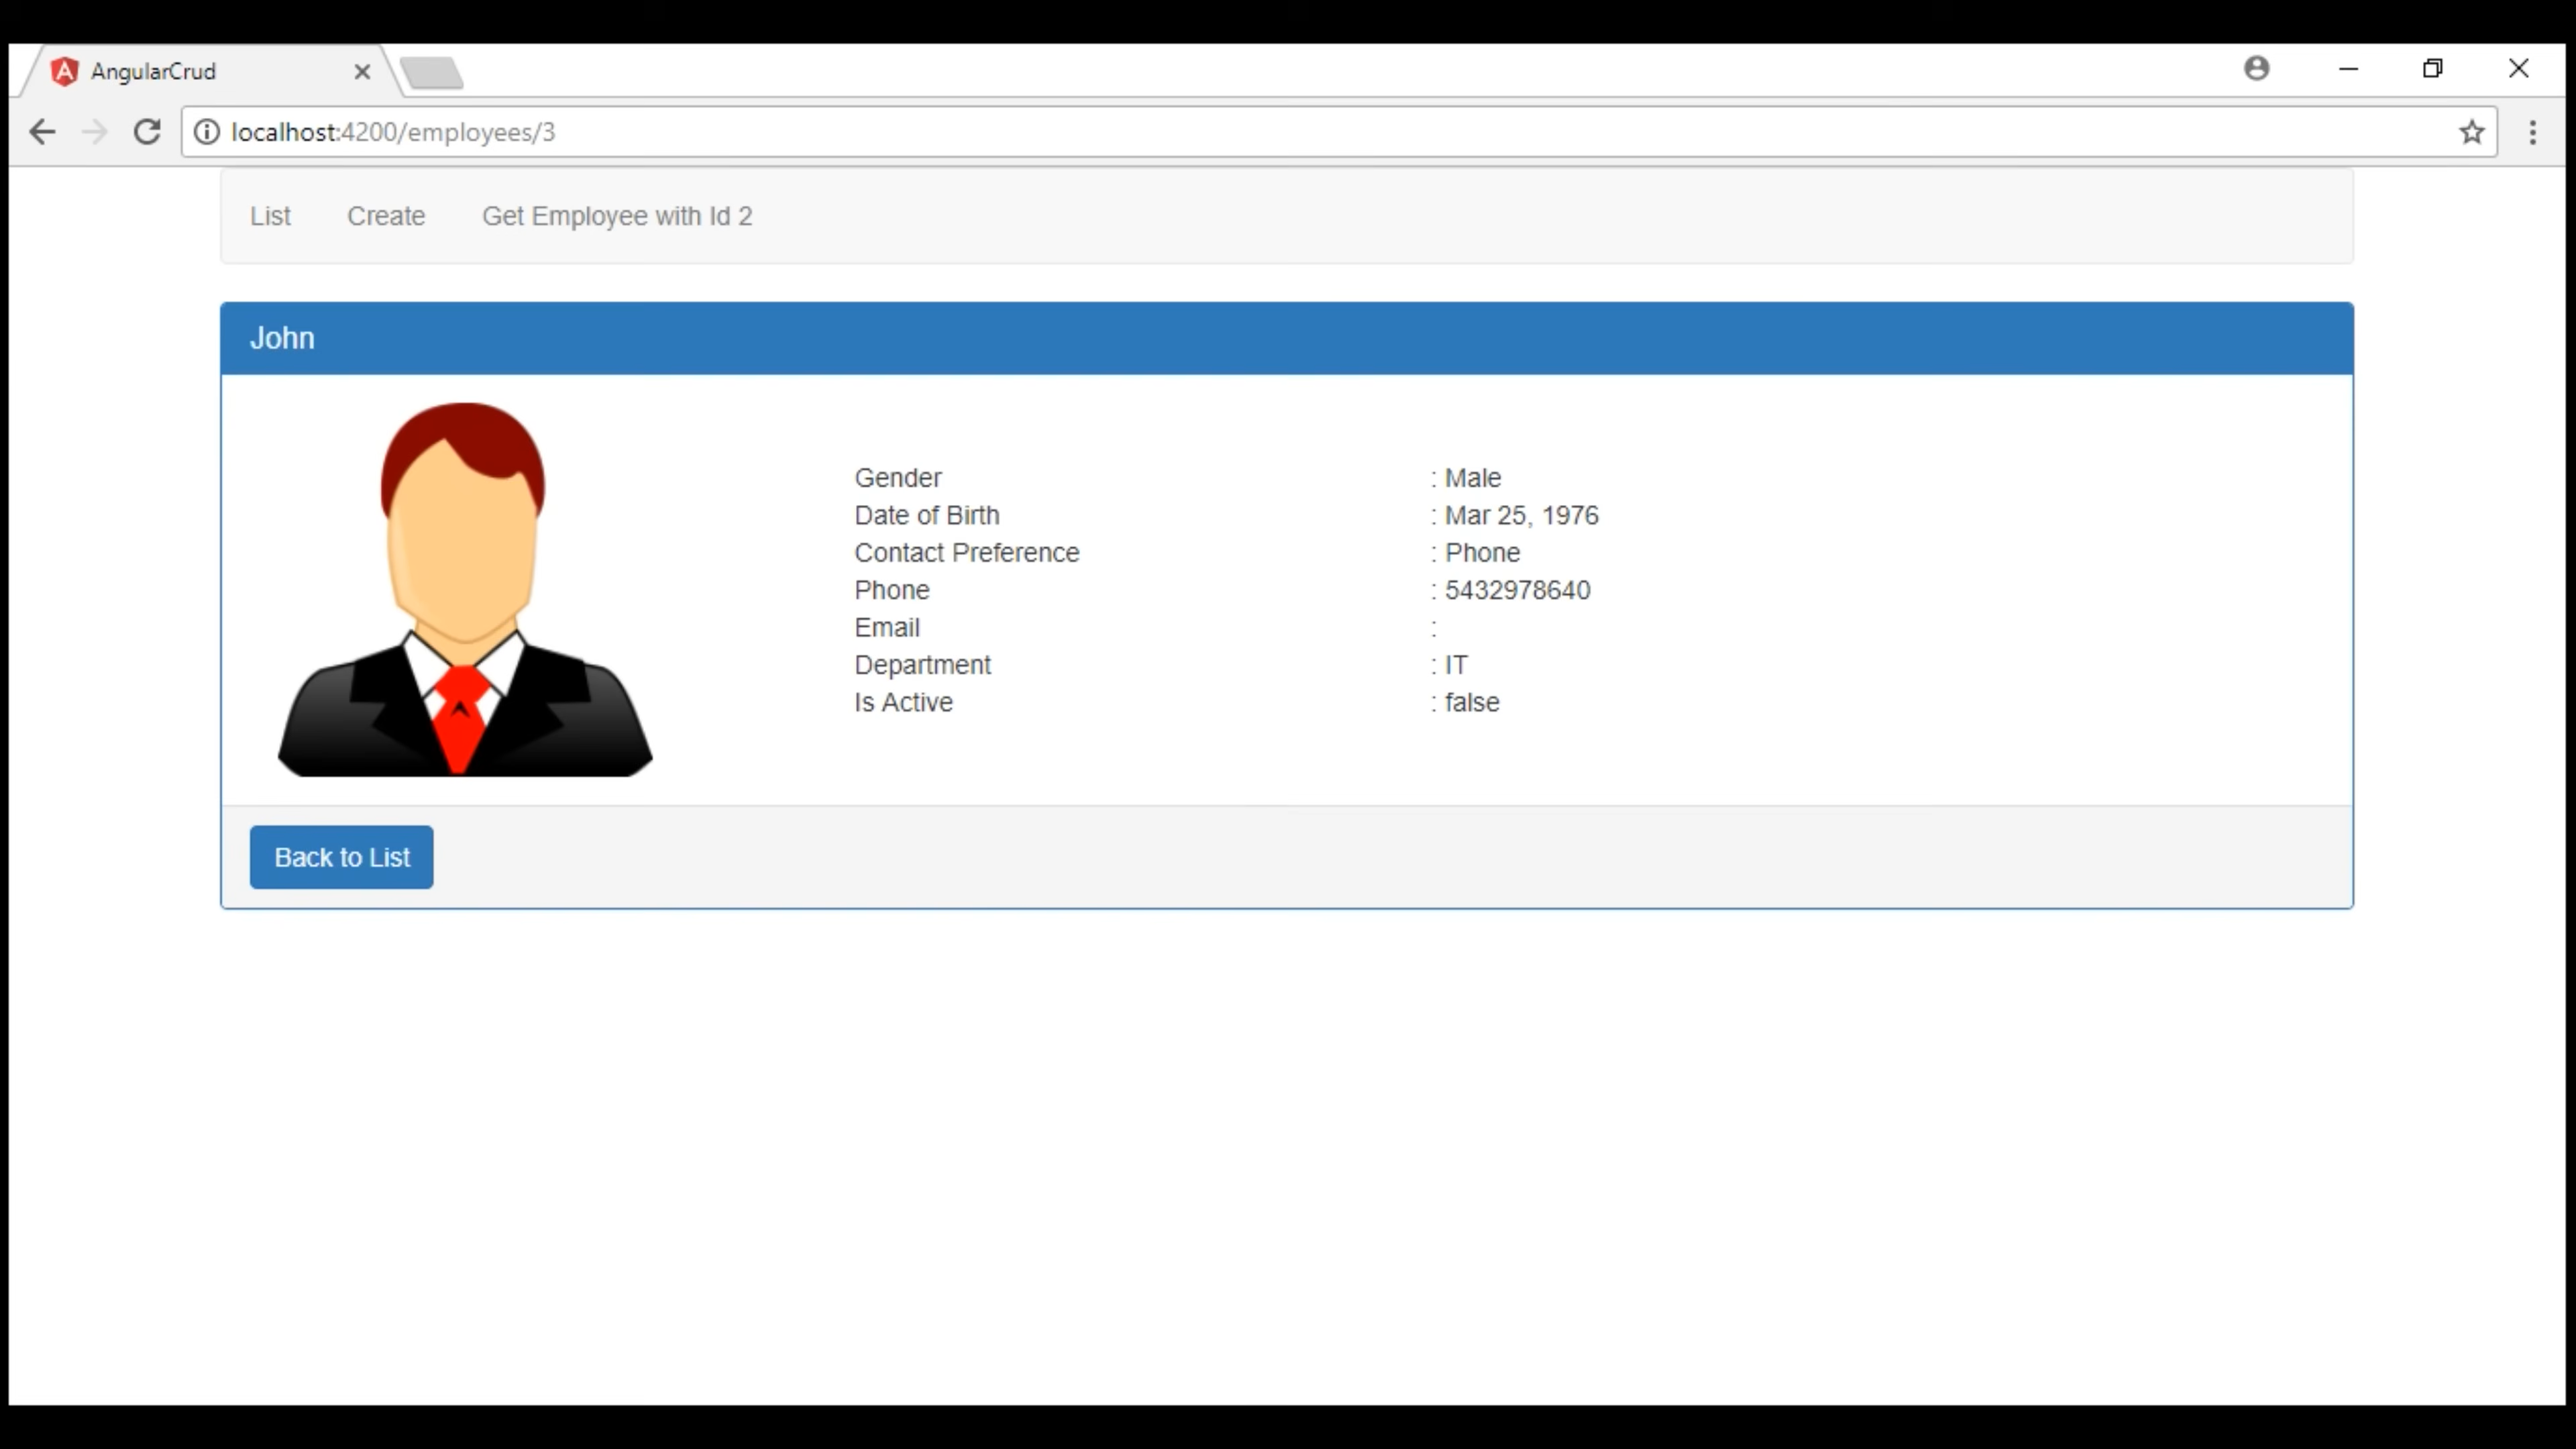 AngularCrud
localhost:4200/employees/3
List Create Get Employee with Id 2
John
Gender : Male
Date of Birth : Mar 25, 1976
Contact Preference : Phone
Phone : 5432978640
Email :
Department : IT
Is Active : false
Back to List